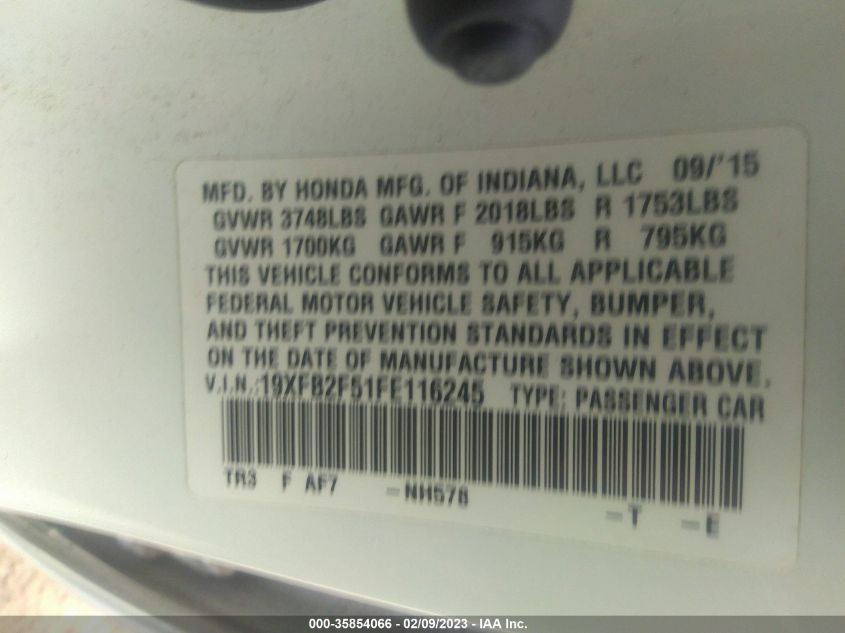 MFD. BY HONDA MFG. OF INDIANA, LLC 09/'15
GVWR 3748LBS GAWR F 2018LBS R 1753LBS
GVWR 1700KG GAWR F 915KG R 795KG
THIS VEHICLE CONFORMS TO ALL APPLICABLE
FEDERAL MOTOR VEHICLE SAFETY, BUMPER,
AND THEFT PREVENTION STANDARDS IN EFFECT
ON THE DATE OF MANUFACTURE SHOWN ABOVE.
V.I.N.:19XFB2F51FE116245 TYPE: PASSENGER CAR
TR3 F AF7 -NH578
-T -E
000-35854066 - 02/09/2023 - IAA Inc.